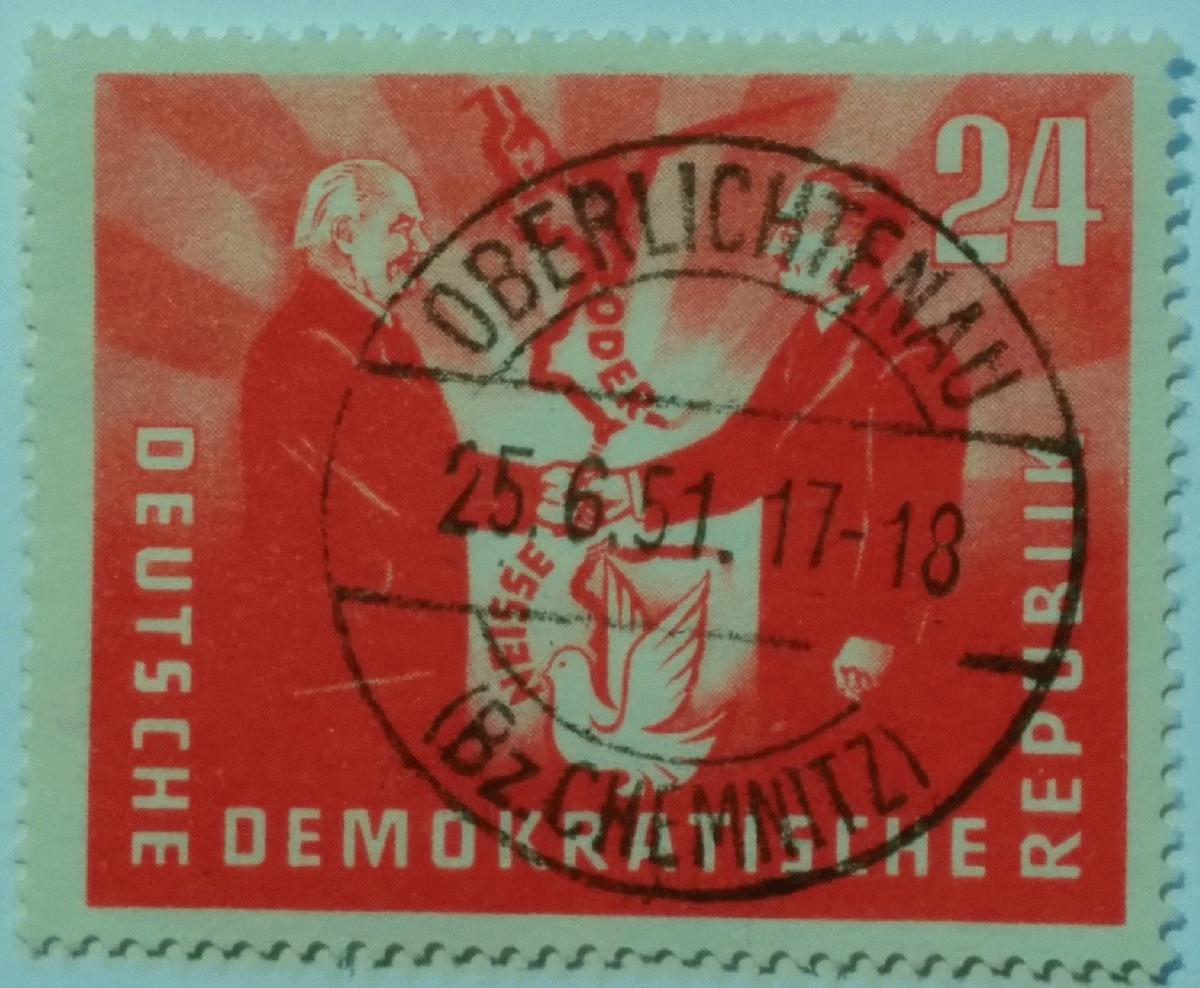 24
ODER
NEISSE
DEUTSCHE
DEMOKRATISCHE
REPUBLIK
OBERLICHTENAU
25.6.51. 17-18
(Bz. CHEMNITZ)